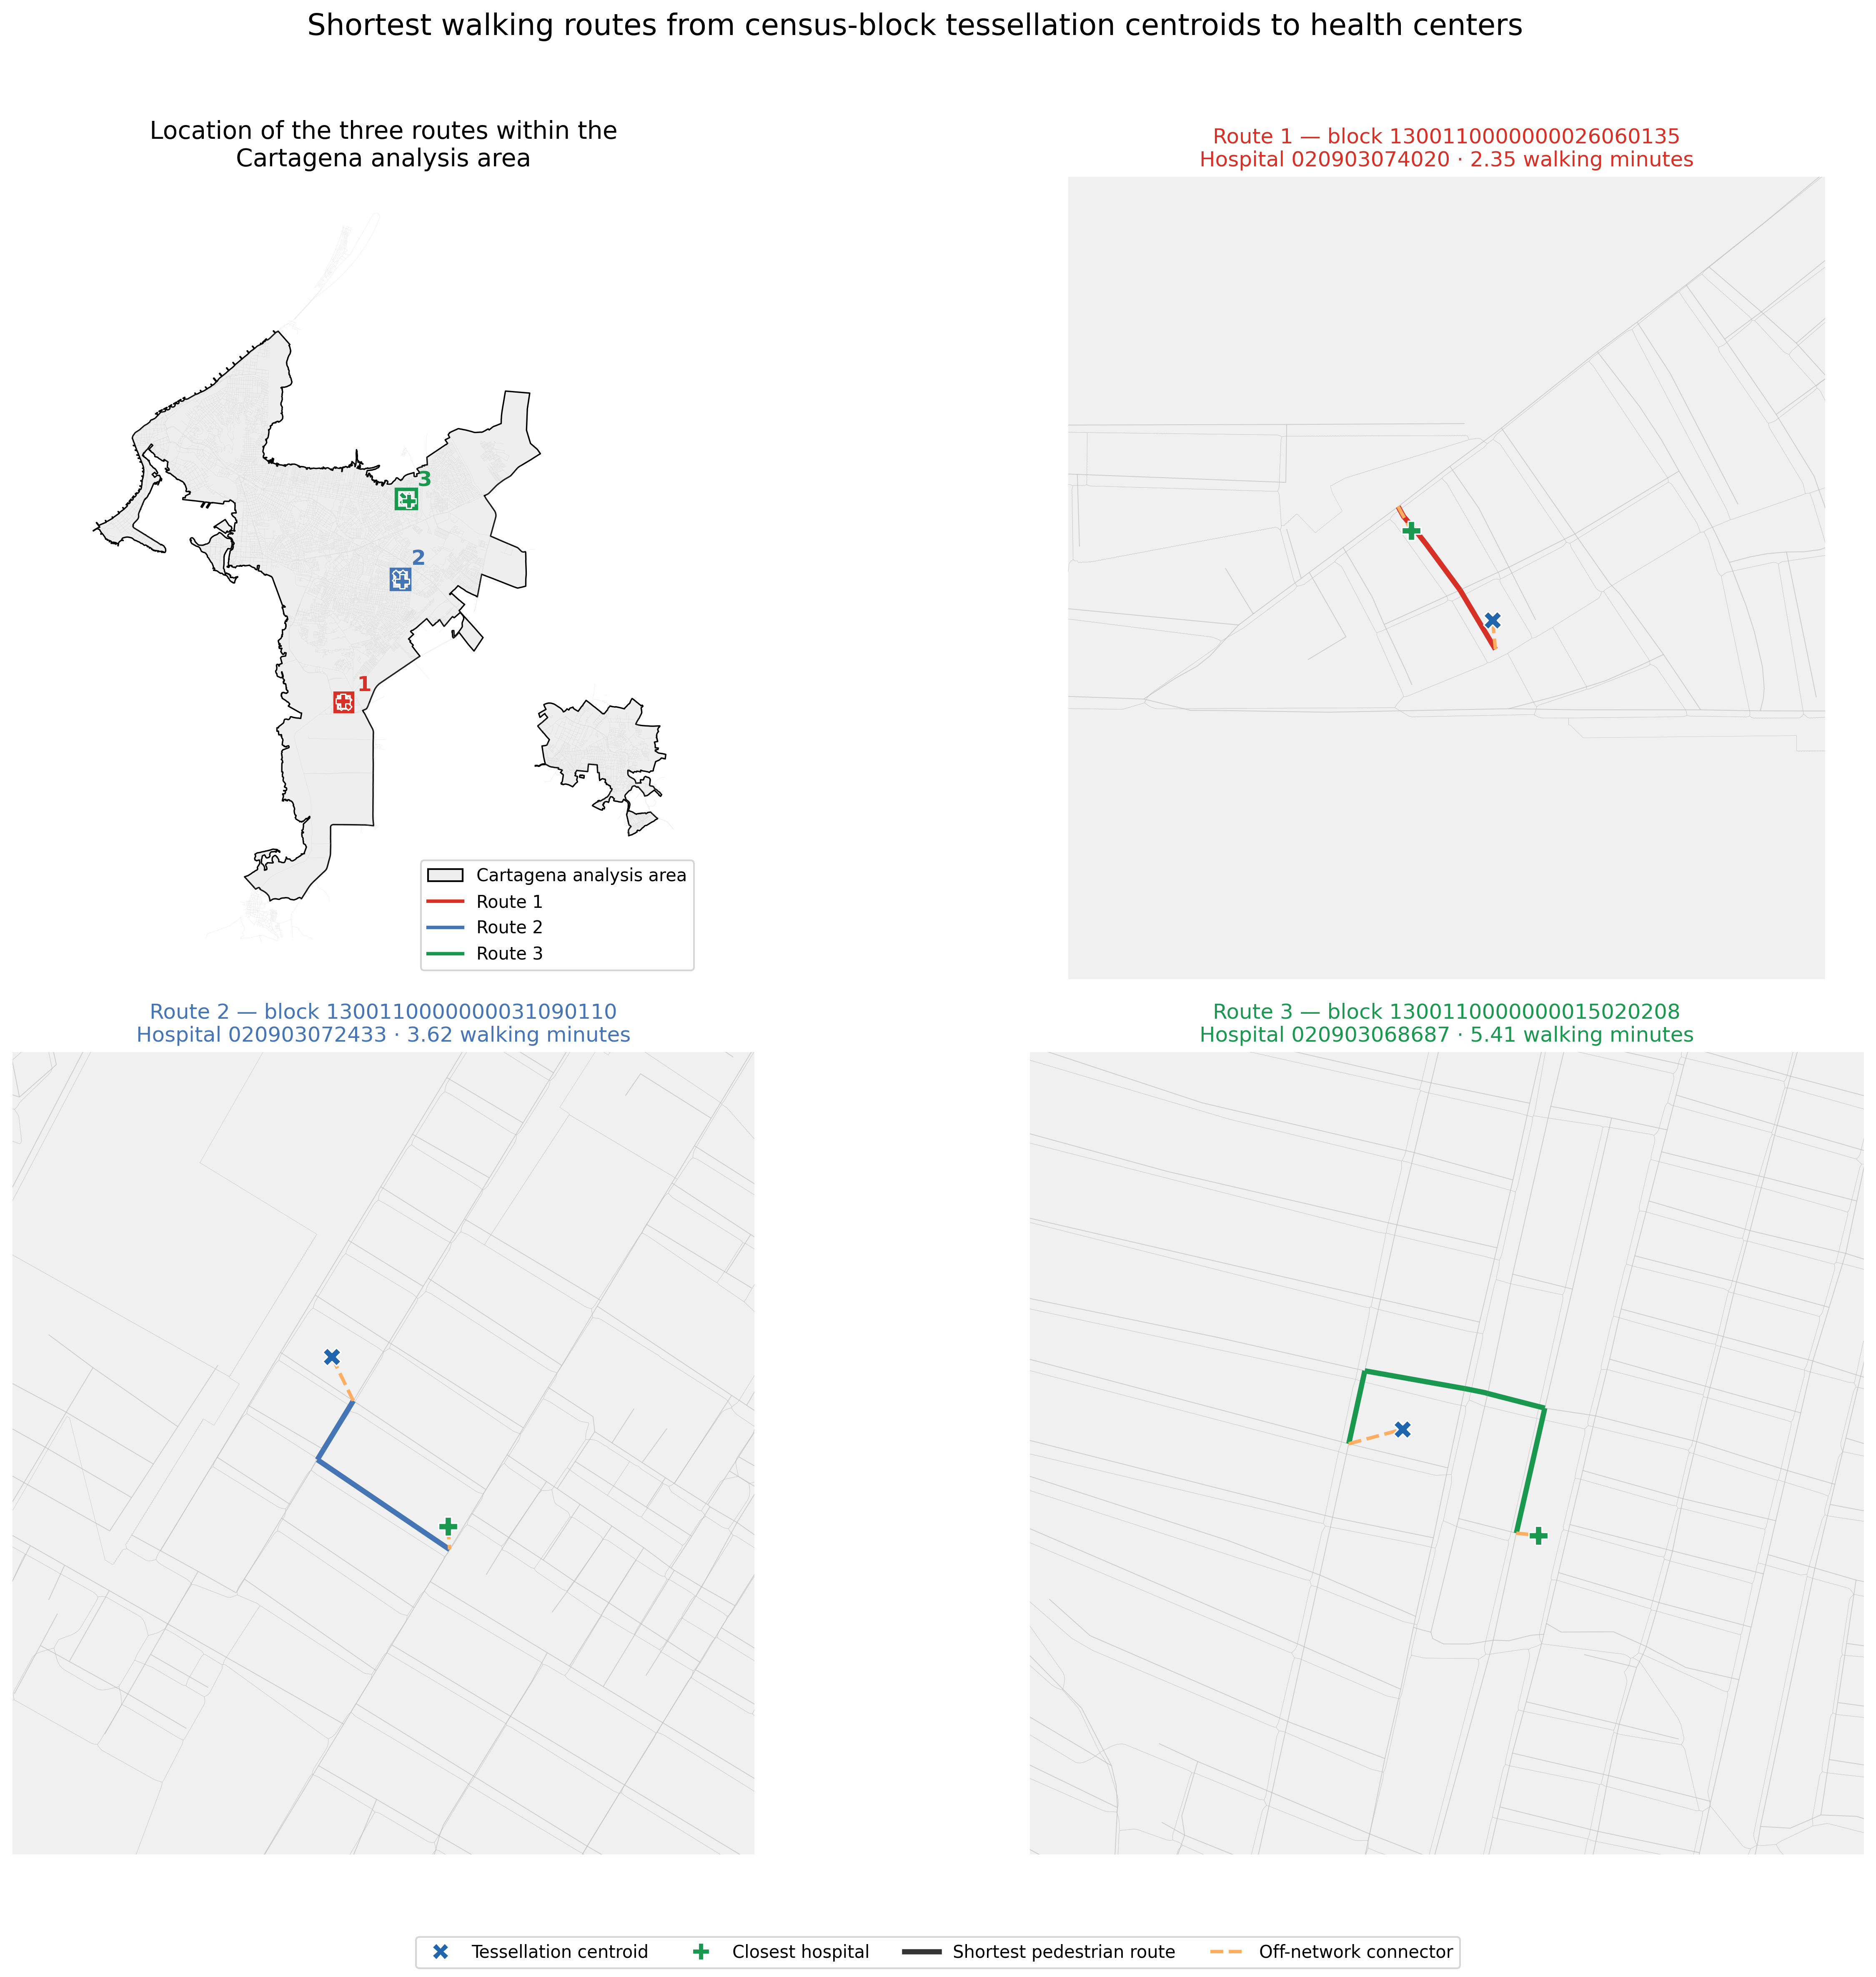 Shortest walking routes from census-block tessellation centroids to health centers
Location of the three routes within the
Cartagena analysis area
3
2
1
Cartagena analysis area
Route 1
Route 2
Route 3
Route 1 — block 1300110000000026060135
Hospital 020903074020 · 2.35 walking minutes
Route 2 — block 1300110000000031090110
Hospital 020903072433 · 3.62 walking minutes
Route 3 — block 1300110000000015020208
Hospital 020903068687 · 5.41 walking minutes
Tessellation centroid
Closest hospital
Shortest pedestrian route
Off-network connector